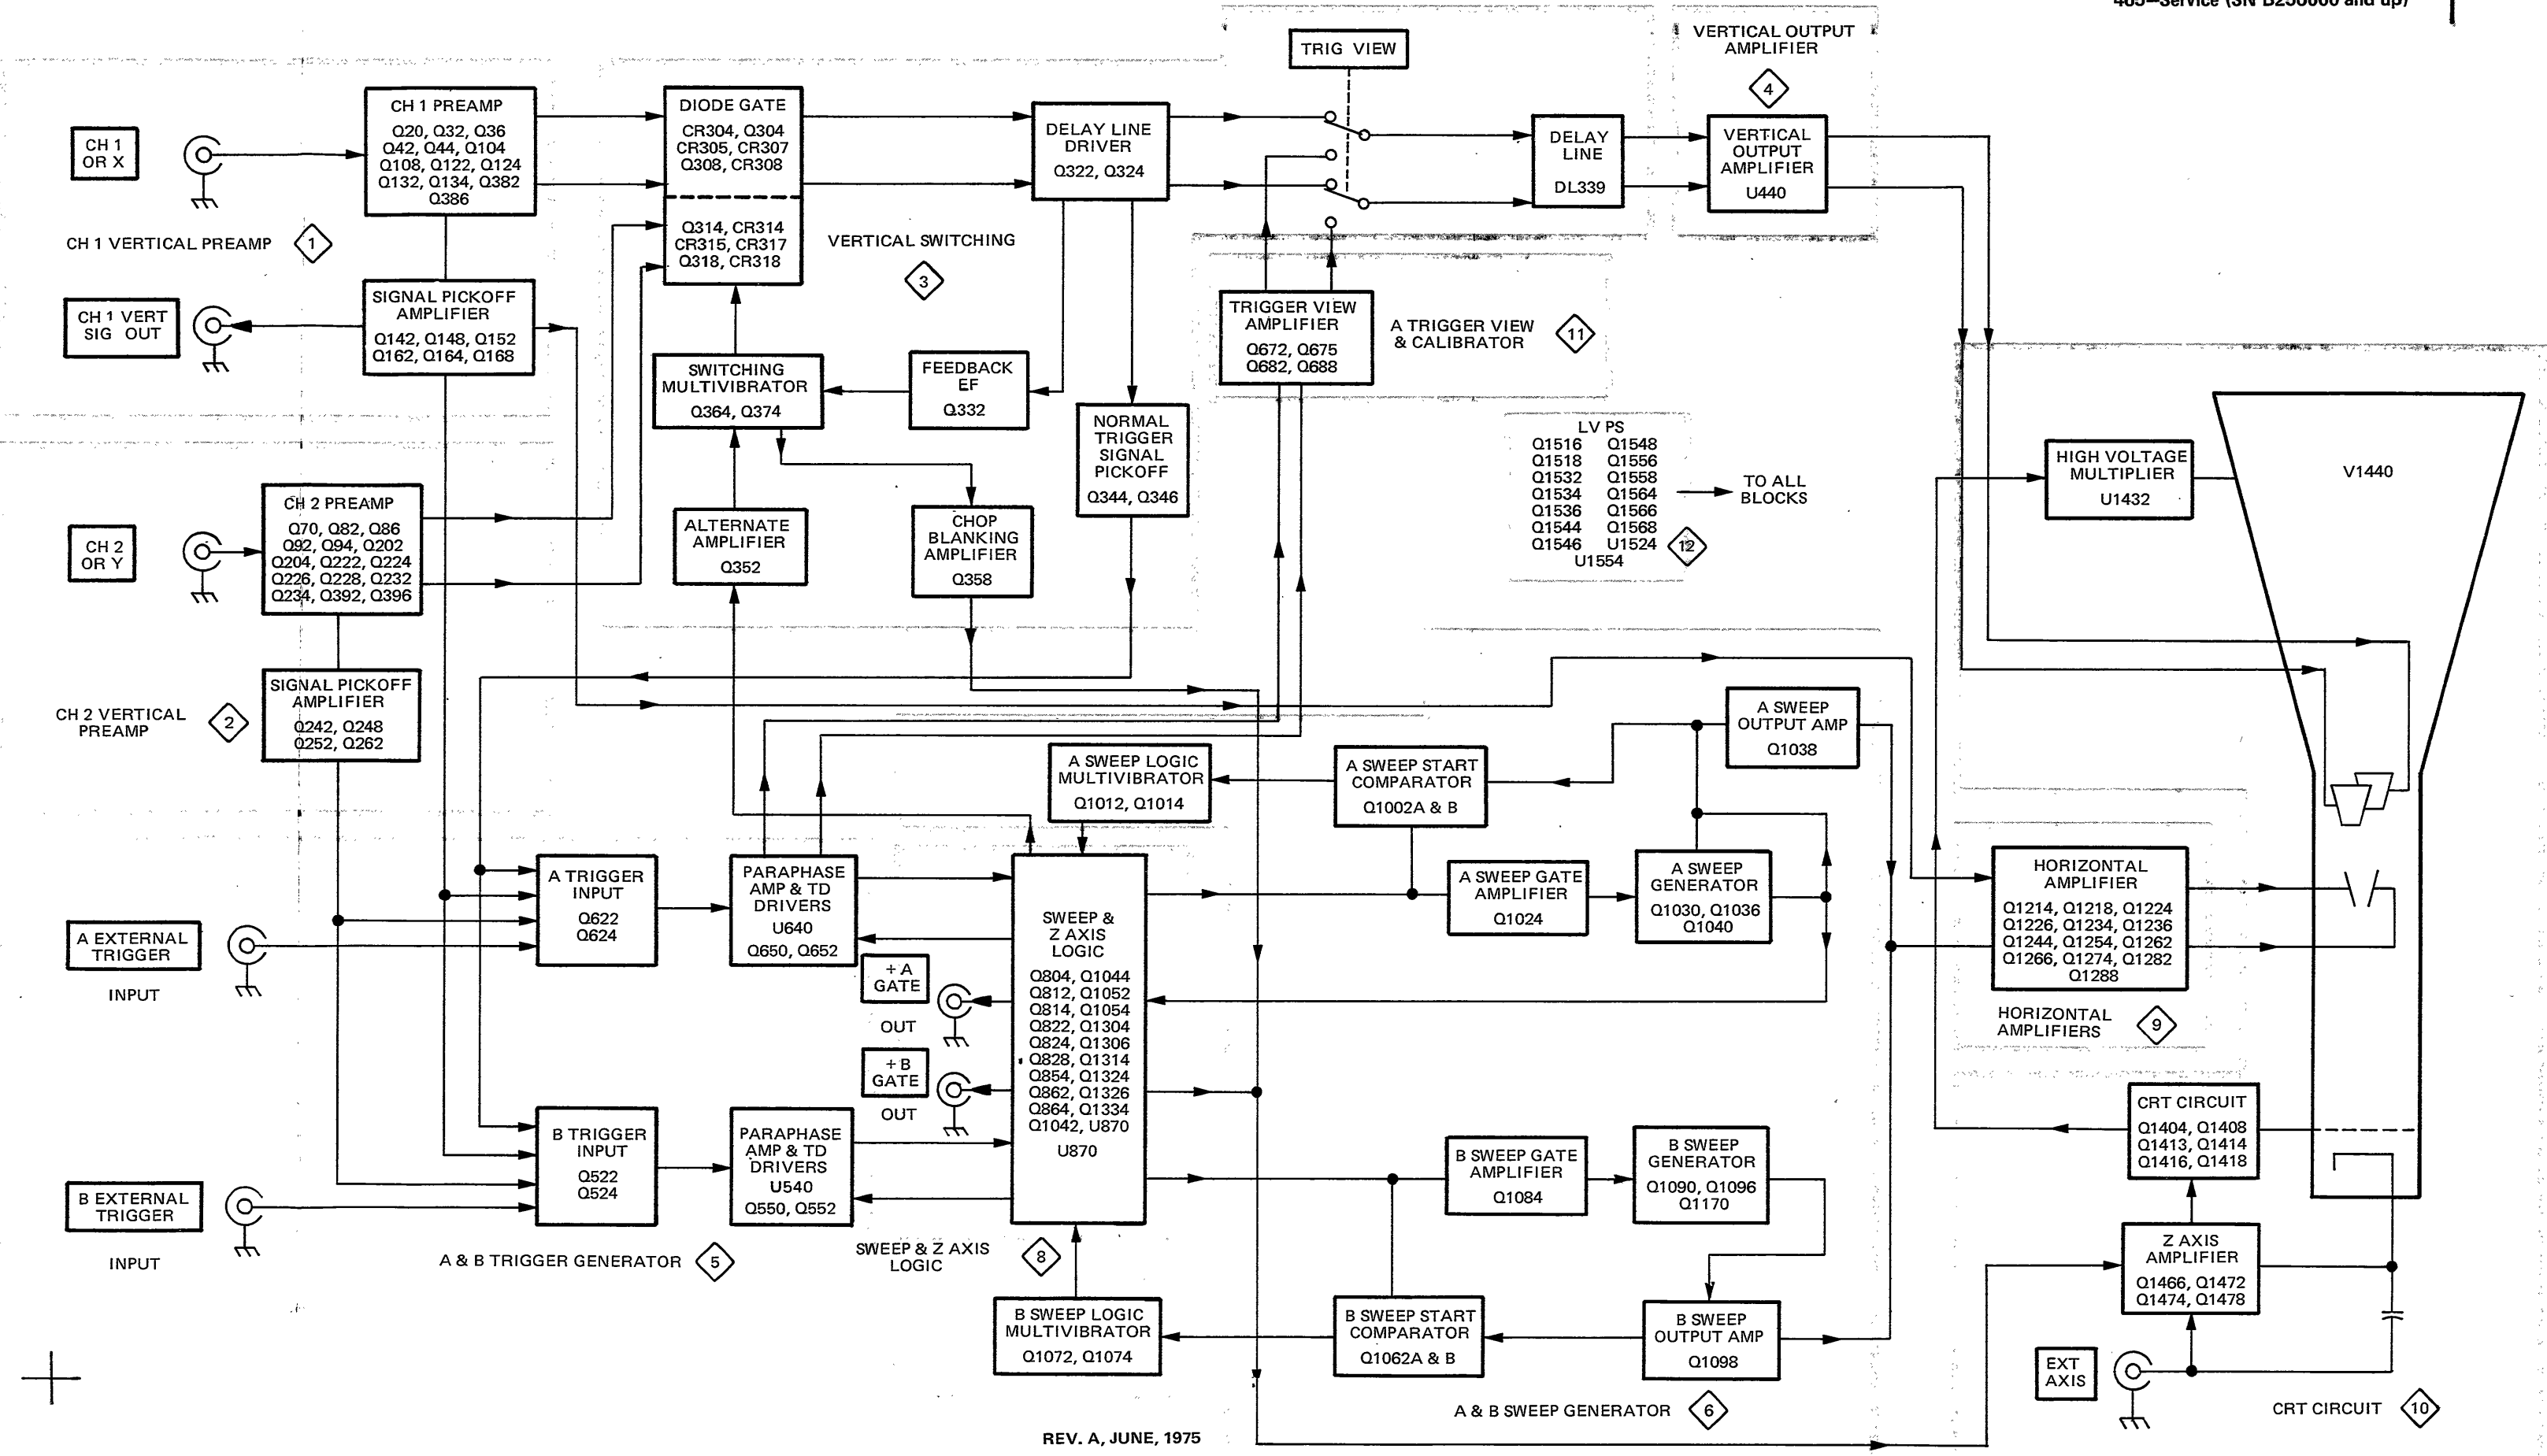 465—Service (SN B250000 and up)
TRIG VIEW
VERTICAL OUTPUT
AMPLIFIER
4
CH 1
OR X
CH 1 PREAMP
Q20, Q32, Q36
Q42, Q44, Q104
Q108, Q122, Q124
Q132, Q134, Q382
Q386
DIODE GATE
CR304, Q304
CR305, CR307
Q308, CR308
Q314, CR314
CR315, CR317
Q318, CR318
DELAY LINE
DRIVER
Q322, Q324
DELAY
LINE
DL339
VERTICAL
OUTPUT
AMPLIFIER
U440
CH 1 VERTICAL PREAMP
1
VERTICAL SWITCHING
3
CH 1 VERT
SIG OUT
SIGNAL PICKOFF
AMPLIFIER
Q142, Q148, Q152
Q162, Q164, Q168
SWITCHING
MULTIVIBRATOR
Q364, Q374
FEEDBACK
EF
Q332
NORMAL
TRIGGER
SIGNAL
PICKOFF
Q344, Q346
TRIGGER VIEW
AMPLIFIER
Q672, Q675
Q682, Q688
A TRIGGER VIEW
& CALIBRATOR
11
LV PS
Q1516 Q1548
Q1518 Q1556
Q1532 Q1558
Q1534 Q1564
Q1536 Q1566
Q1544 Q1568
Q1546 U1524
U1554
12
TO ALL
BLOCKS
HIGH VOLTAGE
MULTIPLIER
U1432
V1440
CH 2
OR Y
CH 2 PREAMP
Q70, Q82, Q86
Q92, Q94, Q202
Q204, Q222, Q224
Q226, Q228, Q232
Q234, Q392, Q396
ALTERNATE
AMPLIFIER
Q352
CHOP
BLANKING
AMPLIFIER
Q358
CH 2 VERTICAL
PREAMP
2
SIGNAL PICKOFF
AMPLIFIER
Q242, Q248
Q252, Q262
A SWEEP LOGIC
MULTIVIBRATOR
Q1012, Q1014
A SWEEP START
COMPARATOR
Q1002A & B
A SWEEP
OUTPUT AMP
Q1038
A EXTERNAL
TRIGGER
INPUT
A TRIGGER
INPUT
Q622
Q624
PARAPHASE
AMP & TD
DRIVERS
U640
Q650, Q652
+ A
GATE
OUT
+ B
GATE
OUT
SWEEP &
Z AXIS
LOGIC
Q804, Q1044
Q812, Q1052
Q814, Q1054
Q822, Q1304
Q824, Q1306
Q828, Q1314
Q854, Q1324
Q862, Q1326
Q864, Q1334
Q1042, U870
U870
A SWEEP GATE
AMPLIFIER
Q1024
A SWEEP
GENERATOR
Q1030, Q1036
Q1040
HORIZONTAL
AMPLIFIER
Q1214, Q1218, Q1224
Q1226, Q1234, Q1236
Q1244, Q1254, Q1262
Q1266, Q1274, Q1282
Q1288
HORIZONTAL
AMPLIFIERS
9
B EXTERNAL
TRIGGER
INPUT
B TRIGGER
INPUT
Q522
Q524
PARAPHASE
AMP & TD
DRIVERS
U540
Q550, Q552
A & B TRIGGER GENERATOR
5
SWEEP & Z AXIS
LOGIC
8
B SWEEP GATE
AMPLIFIER
Q1084
B SWEEP
GENERATOR
Q1090, Q1096
Q1170
CRT CIRCUIT
Q1404, Q1408
Q1413, Q1414
Q1416, Q1418
Z AXIS
AMPLIFIER
Q1466, Q1472
Q1474, Q1478
B SWEEP LOGIC
MULTIVIBRATOR
Q1072, Q1074
B SWEEP START
COMPARATOR
Q1062A & B
B SWEEP
OUTPUT AMP
Q1098
EXT
AXIS
A & B SWEEP GENERATOR
6
CRT CIRCUIT
10
REV. A, JUNE, 1975